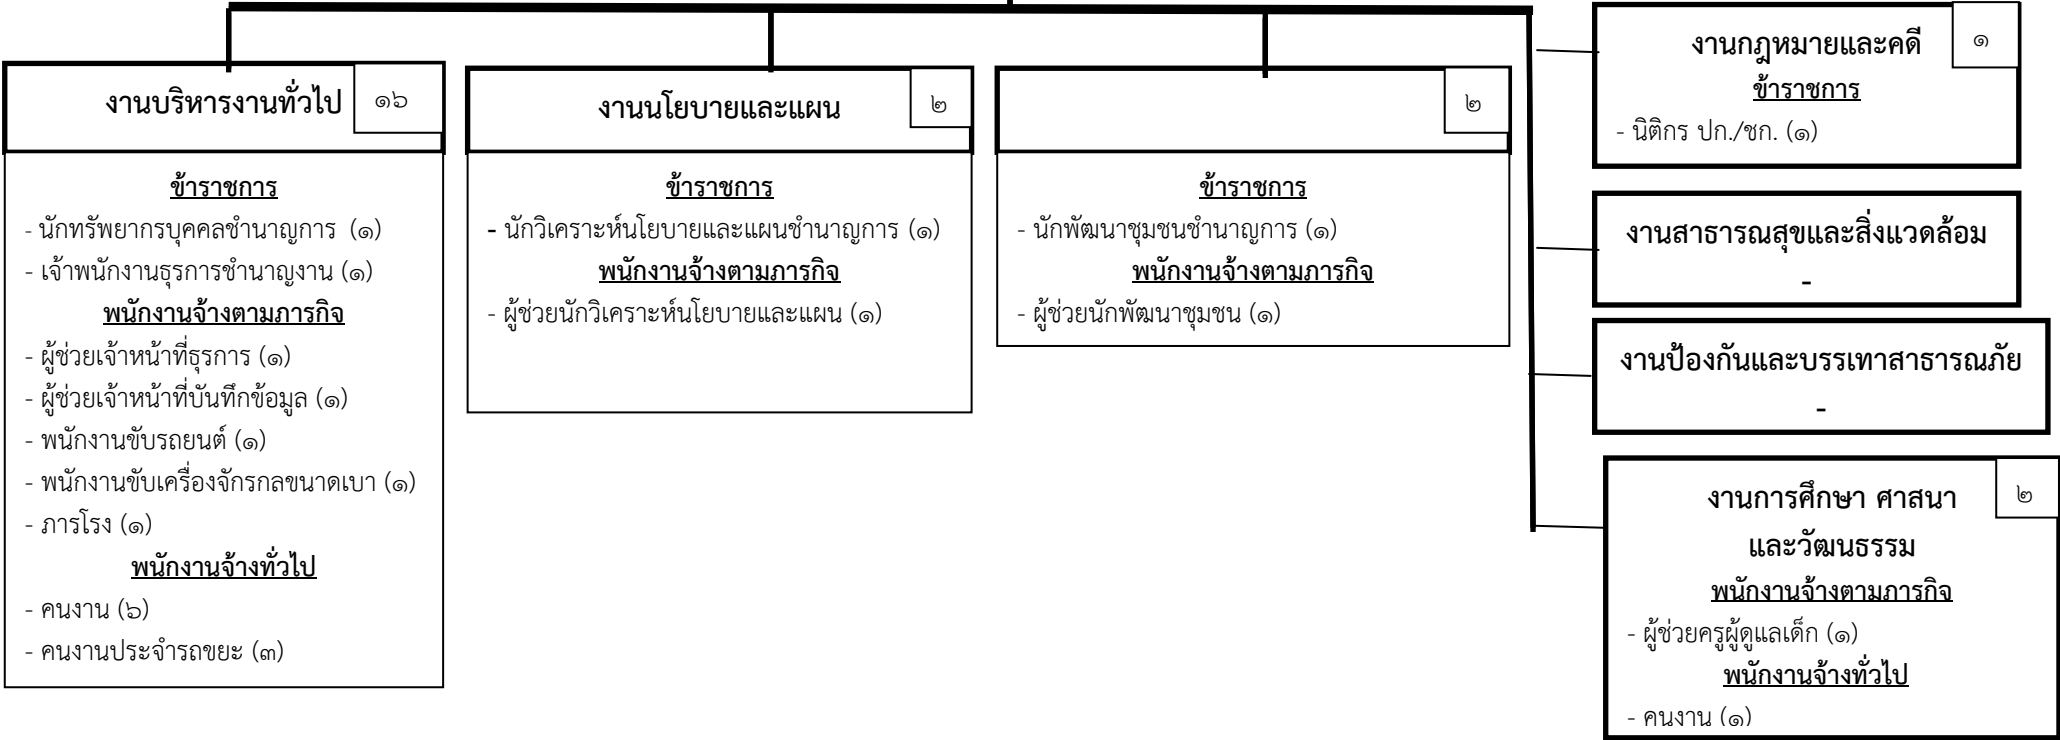 งานบริหารงานทั่วไป
๑๖
ข้าราชการ
- นักทรัพยากรบุคคลชำนาญการ (๑)
- เจ้าพนักงานธุรการชำนาญงาน (๑)
พนักงานจ้างตามภารกิจ
- ผู้ช่วยเจ้าหน้าที่ธุรการ (๑)
- ผู้ช่วยเจ้าหน้าที่บันทึกข้อมูล (๑)
- พนักงานขับรถยนต์ (๑)
- พนักงานขับเครื่องจักรกลขนาดเบา (๑)
- ภารโรง (๑)
พนักงานจ้างทั่วไป
- คนงาน (๖)
- คนงานประจำรถขยะ (๓)
งานนโยบายและแผน
๒
ข้าราชการ
- นักวิเคราะห์นโยบายและแผนชำนาญการ (๑)
พนักงานจ้างตามภารกิจ
- ผู้ช่วยนักวิเคราะห์นโยบายและแผน (๑)
๒
ข้าราชการ
- นักพัฒนาชุมชนชำนาญการ (๑)
พนักงานจ้างตามภารกิจ
- ผู้ช่วยนักพัฒนาชุมชน (๑)
งานกฎหมายและคดี
๑
ข้าราชการ
- นิติกร ปก./ชก. (๑)
งานสาธารณสุขและสิ่งแวดล้อม
-
งานป้องกันและบรรเทาสาธารณภัย
-
งานการศึกษา ศาสนา
๒
และวัฒนธรรม
พนักงานจ้างตามภารกิจ
- ผู้ช่วยครูผู้ดูแลเด็ก (๑)
พนักงานจ้างทั่วไป
- คนงาน (๑)